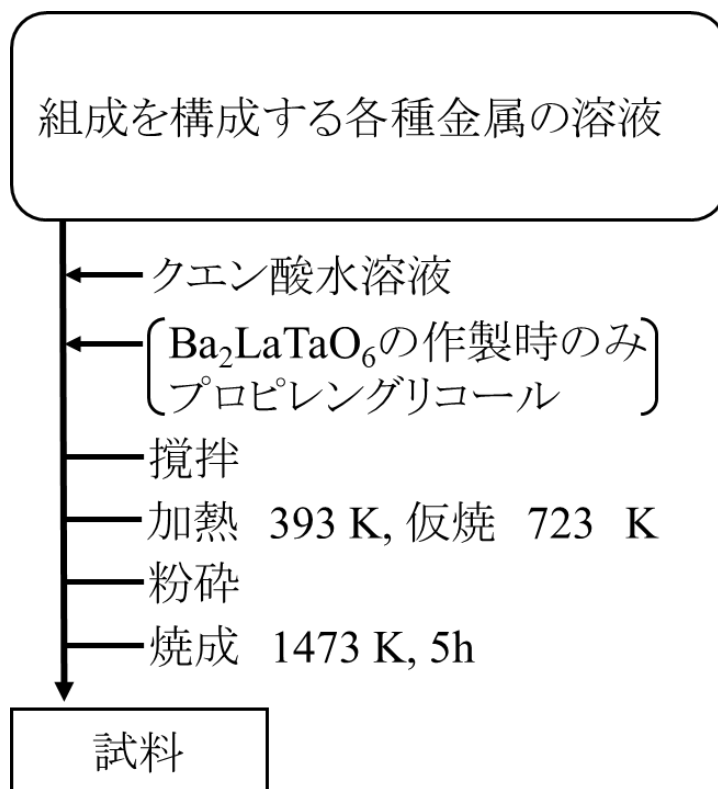 組成を構成する各種金属の溶液
クエン酸水溶液
Ba₂LaTaO₆の作製時のみ
プロピレングリコール
撹拌
加熱 393 K, 仮焼 723 K
粉砕
焼成 1473 K, 5h
試料